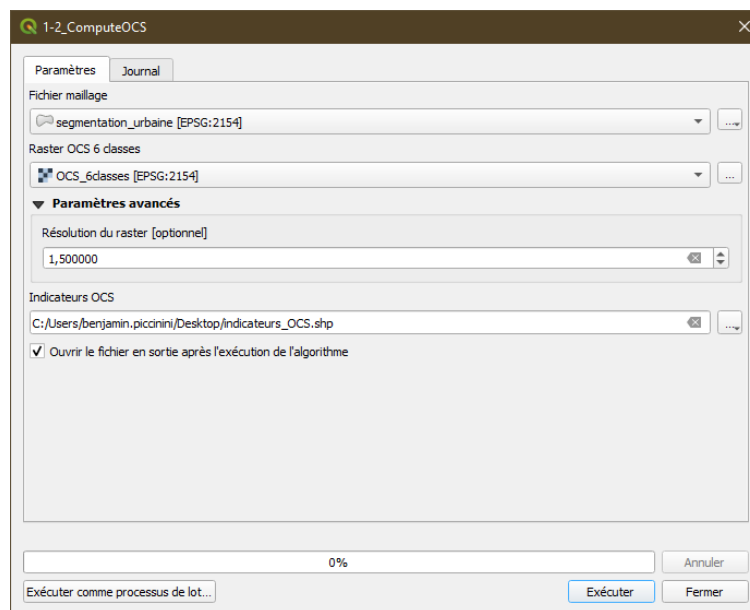 1-2_ComputeOCS
Paramètres Journal
Fichier maillage
segmentation_urbaine [EPSG:2154]
...
Raster OCS 6 classes
OCS_6classes [EPSG:2154]
...
Paramètres avancés
Résolution du raster [optionnel]
1,500000
Indicateurs OCS
C:/Users/benjamin.piccinini/Desktop/indicateurs_OCS.shp
...
Ouvrir le fichier en sortie après l'exécution de l'algorithme
0%
Annuler
Exécuter comme processus de lot...
Exécuter
Fermer